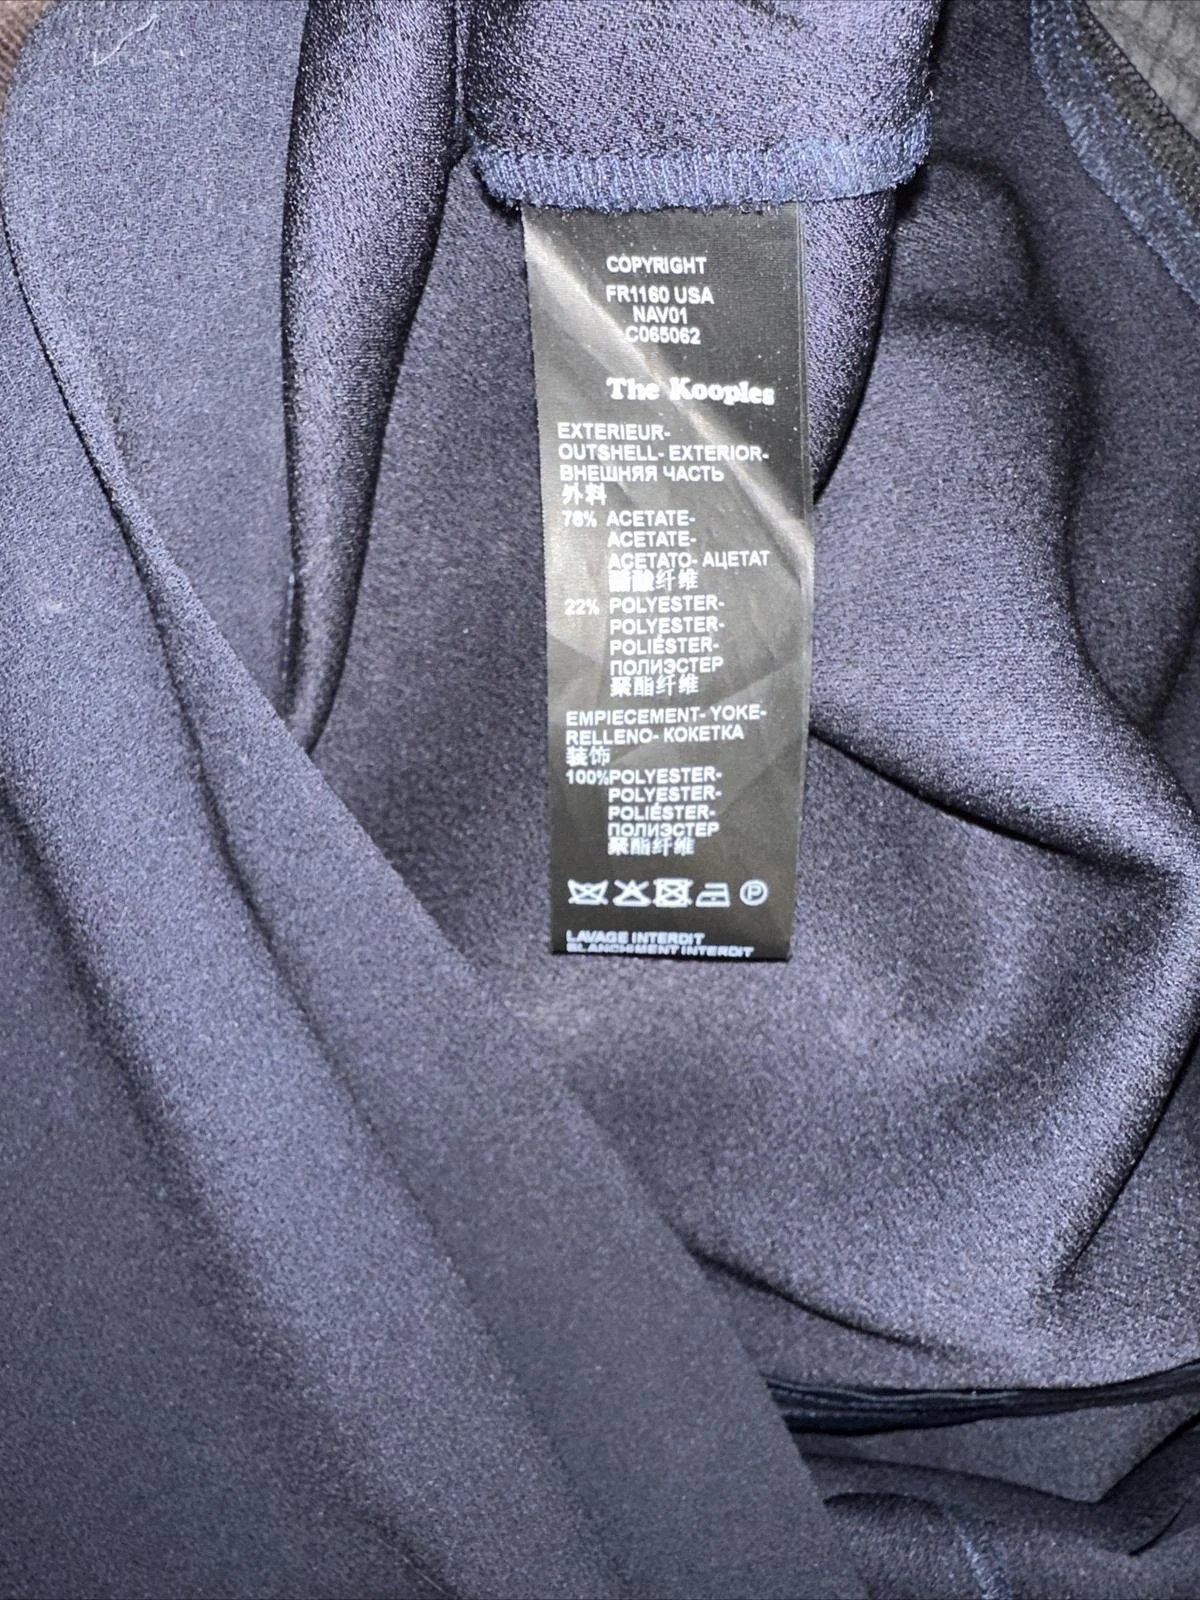 COPYRIGHT
FR1160 USA
NAV01
C065062
The Kooples
EXTERIEUR-
OUTSHELL- EXTERIOR-
ВНЕШНЯЯ ЧАСТЬ
外料
78% ACETATE-
ACETATE-
ACETATO- АЦЕТАТ
醋酸纤维
22% POLYESTER-
POLYESTER-
POLIÉSTER-
ПОЛИЭСТЕР
聚酯纤维
EMPIECEMENT- YOKE-
RELLENO- KOKETKA
装饰
100%POLYESTER-
POLYESTER-
POLIÉSTER-
ПОЛИЭСТЕР
聚酯纤维
P
LAVAGE INTERDIT
BLANCHIMENT INTERDIT